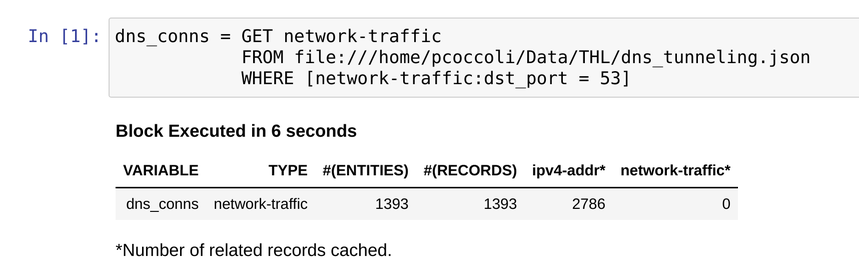 In [1]: dns_conns = GET network-traffic
FROM file:///home/pcoccoli/Data/THL/dns_tunneling.json
WHERE [network-traffic:dst_port = 53]
Block Executed in 6 seconds
VARIABLE TYPE #(ENTITIES) #(RECORDS) ipv4-addr* network-traffic*
dns_conns network-traffic 1393 1393 2786 0
*Number of related records cached.